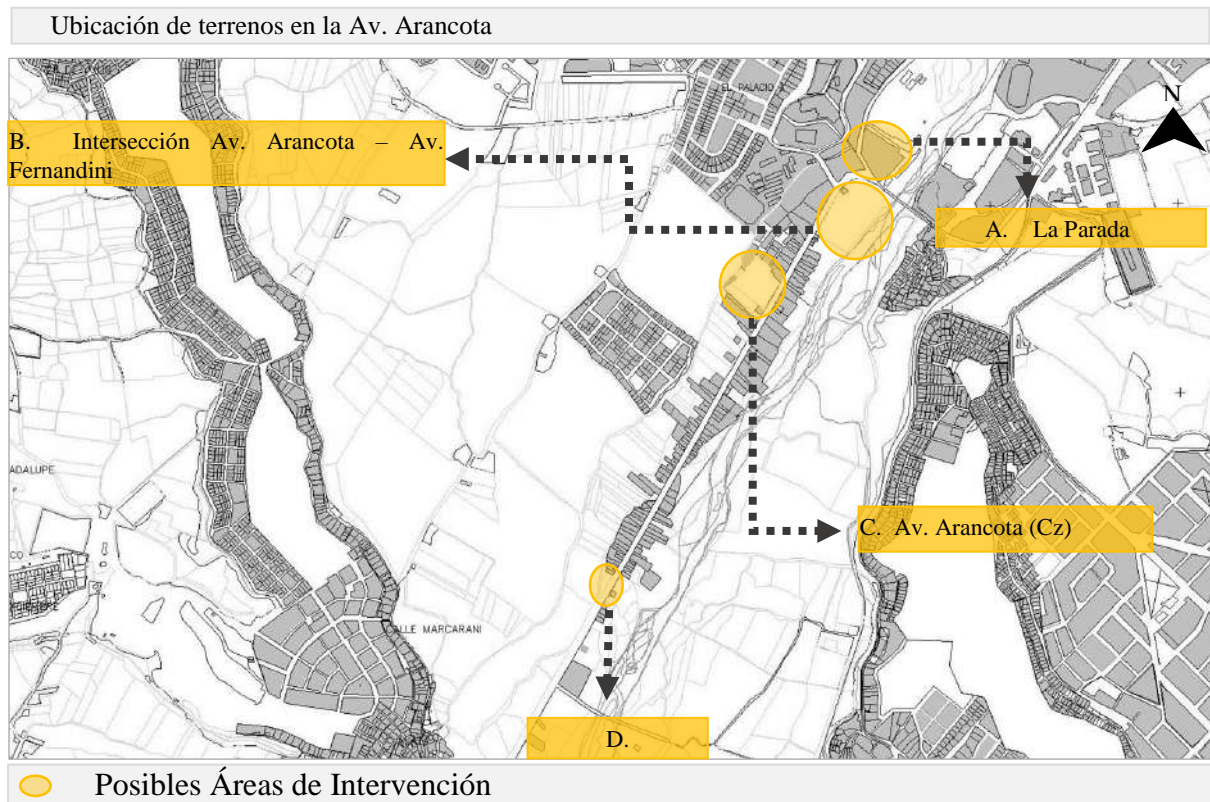 Ubicación de terrenos en la Av. Arancota
EL PALACIO
N
B. Intersección Av. Arancota – Av.
Fernandini
A. La Parada
ADALUPE
C. Av. Arancota (Cz)
CO
CALLE MARCARANI
D.
Posibles Áreas de Intervención